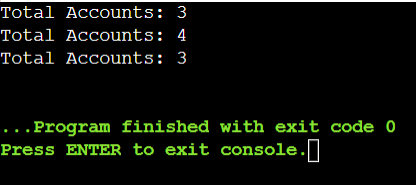 Total Accounts: 3
Total Accounts: 4
Total Accounts: 3
...Program finished with exit code 0
Press ENTER to exit console.